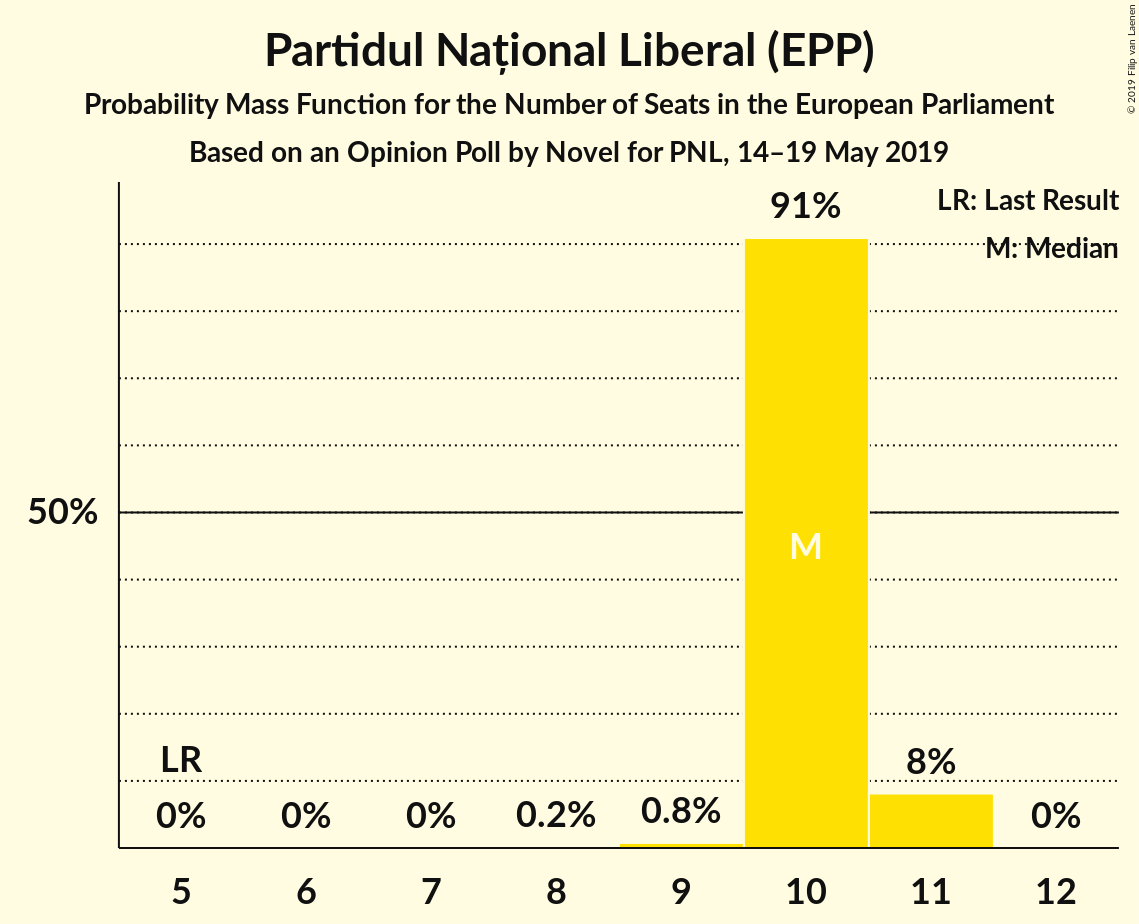 Partidul Național Liberal (EPP)
Probability Mass Function for the Number of Seats in the European Parliament
Based on an Opinion Poll by Novel for PNL, 14–19 May 2019
© 2019 Filip van Laenen
LR: Last Result
M: Median
91%
50%
M
LR
8%
0%
0%
0%
0.2%
0.8%
0%
5
6
7
8
9
10
11
12